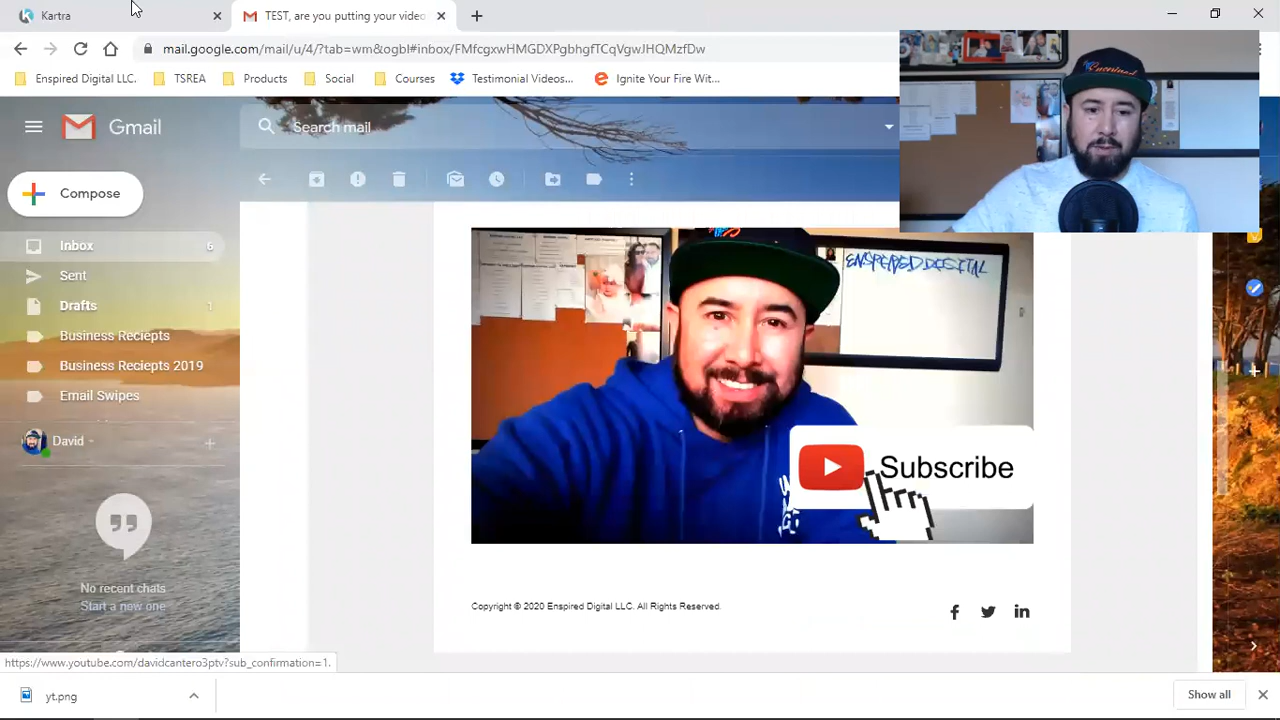 Kartra
TEST, are you putting your video
mail.google.com/mail/u/4/?tab=wm&ogbl#inbox/FMfcgxwHMGDXPgbhgfTCqVgwJHQMzfDw
Enspired Digital LLC.
TSREA
Products
Social
Courses
Testimonial Videos...
Ignite Your Fire Wit...
Gmail
Search mail
Compose
Inbox 6
Sent
Drafts 1
Business Reciepts
Business Reciepts 2019
Email Swipes
David
No recent chats
Start a new one
ENSPERED DIGITAL
Subscribe
Copyright © 2020 Enspired Digital LLC. All Rights Reserved.
https://www.youtube.com/davidcantero3ptv?sub_confirmation=1.
yt.png
Show all